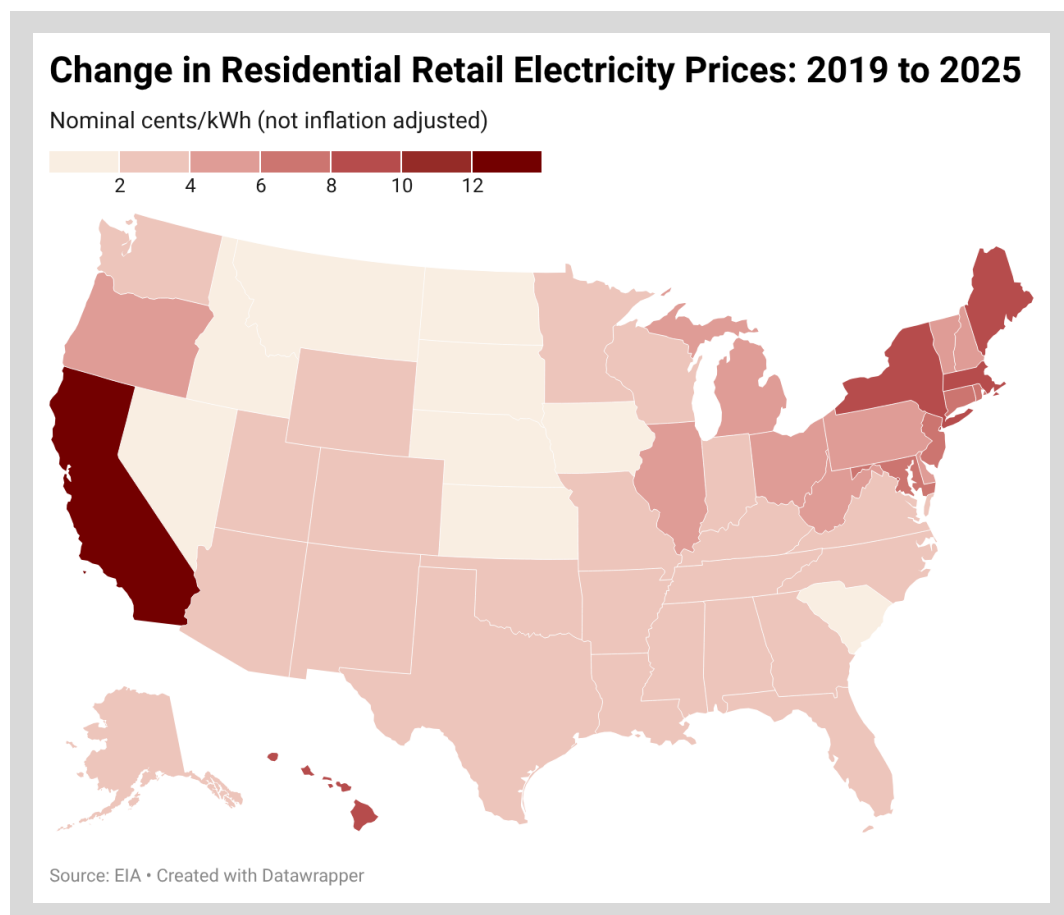 Change in Residential Retail Electricity Prices: 2019 to 2025
Nominal cents/kWh (not inflation adjusted)
2 4 6 8 10 12
Source: EIA • Created with Datawrapper